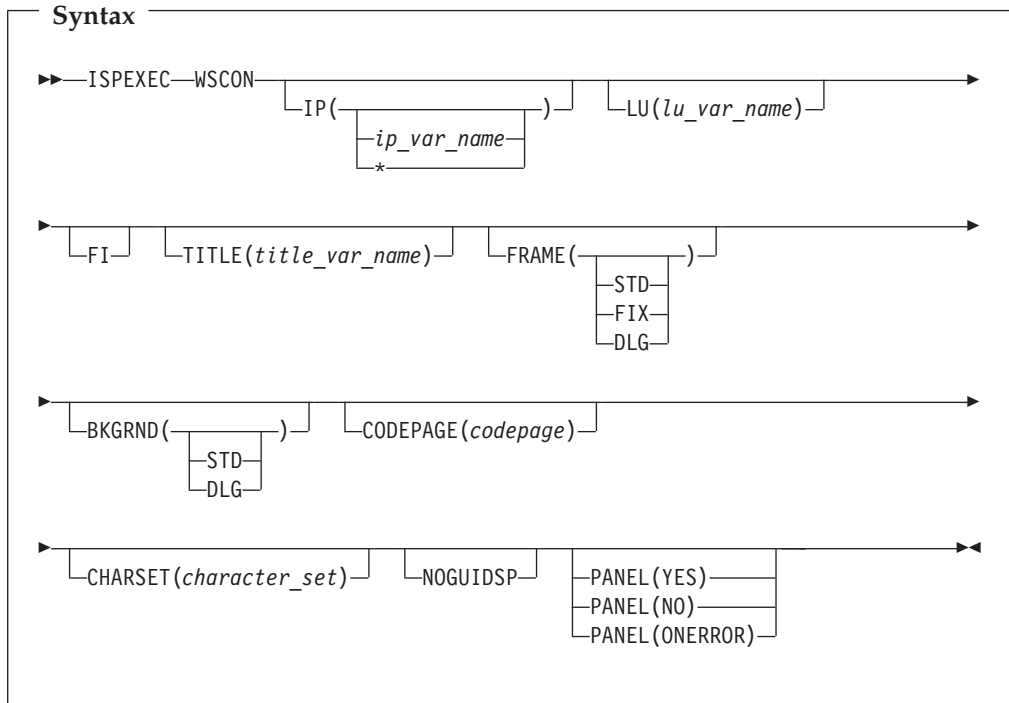 Syntax
ISPEXEC WSCON IP( ) LU(lu_var_name)
ip_var_name
*
FI TITLE(title_var_name) FRAME( )
STD
FIX
DLG
BKGRND( ) CODEPAGE(codepage)
STD
DLG
CHARSET(character_set) NOGUIDSP PANEL(YES)
PANEL(NO)
PANEL(ONERROR)